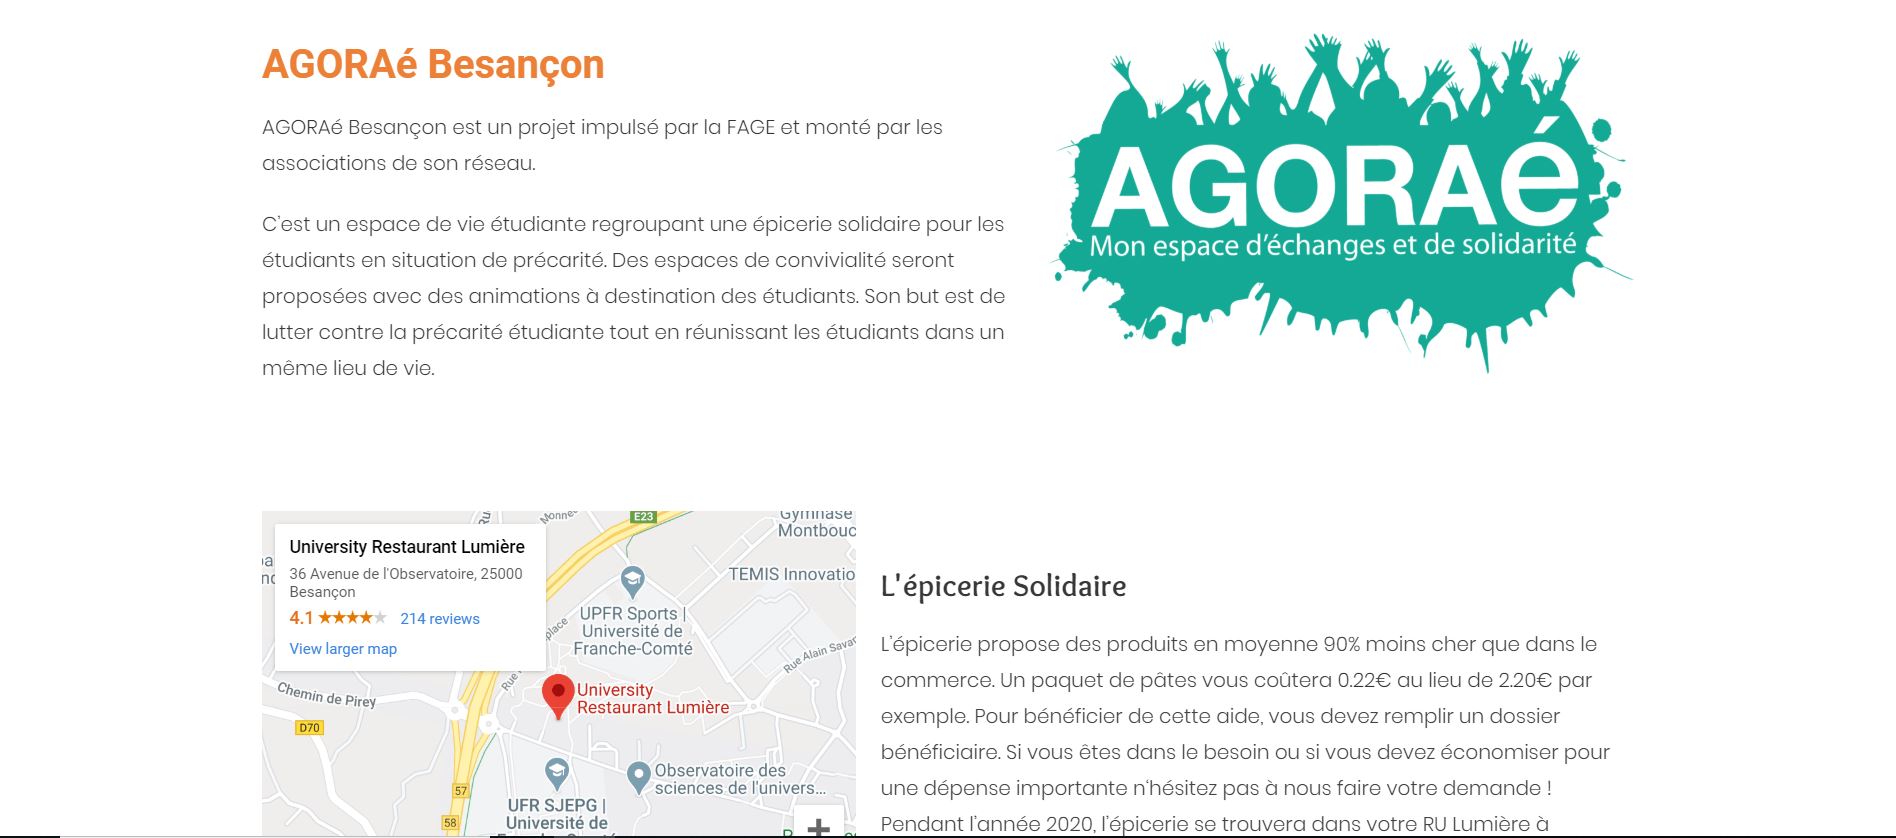 AGORAé Besançon
AGORAé Besançon est un projet impulsé par la FAGE et monté par les
associations de son réseau.
C'est un espace de vie étudiante regroupant une épicerie solidaire pour les
étudiants en situation de précarité. Des espaces de convivialité seront
proposées avec des animations à destination des étudiants. Son but est de
lutter contre la précarité étudiante tout en réunissant les étudiants dans un
même lieu de vie.
AGORAé
Mon espace d'échanges et de solidarité
University Restaurant Lumière
36 Avenue de l'Observatoire, 25000
Besançon
4.1
214 reviews
View larger map
E23
Gymnase
Montbouc
TEMIS Innovatio
UPFR Sports |
Université de
Franche-Comté
Rue Alain Savar
University
Restaurant Lumière
Chemin de Pirey
D70
57
58
Observatoire des
sciences de l'univers...
UFR SJEPG |
Université de
L'épicerie Solidaire
L'épicerie propose des produits en moyenne 90% moins cher que dans le
commerce. Un paquet de pâtes vous coûtera 0.22€ au lieu de 2.20€ par
exemple. Pour bénéficier de cette aide, vous devez remplir un dossier
bénéficiaire. Si vous êtes dans le besoin ou si vous devez économiser pour
une dépense importante n'hésitez pas à nous faire votre demande !
Pendant l'année 2020, l'épicerie se trouvera dans votre RU Lumière à